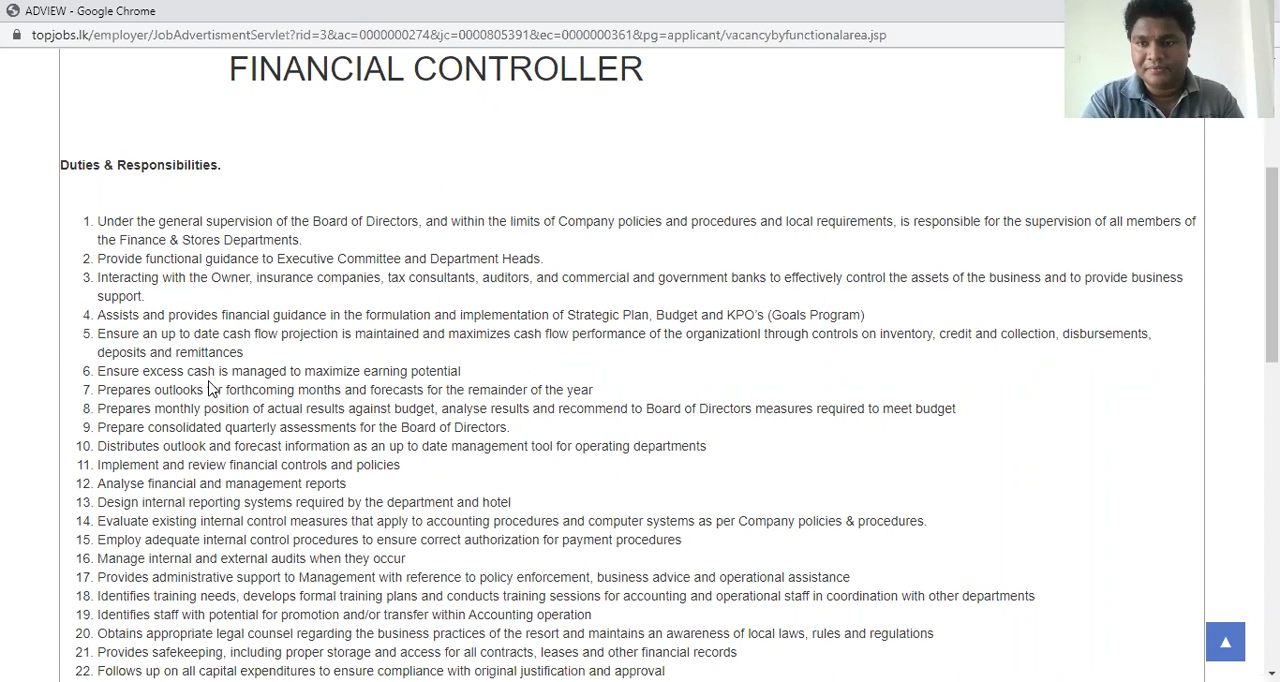 ADVIEW - Google Chrome
topjobs.lk/employer/JobAdvertismentServlet?rid=3&ac=0000000274&jc=0000805391&ec=0000000361&pg=applicant/vacancybyfunctionalarea.jsp
FINANCIAL CONTROLLER
Duties & Responsibilities.
1. Under the general supervision of the Board of Directors, and within the limits of Company policies and procedures and local requirements, is responsible for the supervision of all members of
the Finance & Stores Departments.
2. Provide functional guidance to Executive Committee and Department Heads.
3. Interacting with the Owner, insurance companies, tax consultants, auditors, and commercial and government banks to effectively control the assets of the business and to provide business
support.
4. Assists and provides financial guidance in the formulation and implementation of Strategic Plan, Budget and KPO's (Goals Program)
5. Ensure an up to date cash flow projection is maintained and maximizes cash flow performance of the organizationl through controls on inventory, credit and collection, disbursements,
deposits and remittances
6. Ensure excess cash is managed to maximize earning potential
7. Prepares outlooks for forthcoming months and forecasts for the remainder of the year
8. Prepares monthly position of actual results against budget, analyse results and recommend to Board of Directors measures required to meet budget
9. Prepare consolidated quarterly assessments for the Board of Directors.
10. Distributes outlook and forecast information as an up to date management tool for operating departments
11. Implement and review financial controls and policies
12. Analyse financial and management reports
13. Design internal reporting systems required by the department and hotel
14. Evaluate existing internal control measures that apply to accounting procedures and computer systems as per Company policies & procedures.
15. Employ adequate internal control procedures to ensure correct authorization for payment procedures
16. Manage internal and external audits when they occur
17. Provides administrative support to Management with reference to policy enforcement, business advice and operational assistance
18. Identifies training needs, develops formal training plans and conducts training sessions for accounting and operational staff in coordination with other departments
19. Identifies staff with potential for promotion and/or transfer within Accounting operation
20. Obtains appropriate legal counsel regarding the business practices of the resort and maintains an awareness of local laws, rules and regulations
21. Provides safekeeping, including proper storage and access for all contracts, leases and other financial records
22. Follows up on all capital expenditures to ensure compliance with original justification and approval